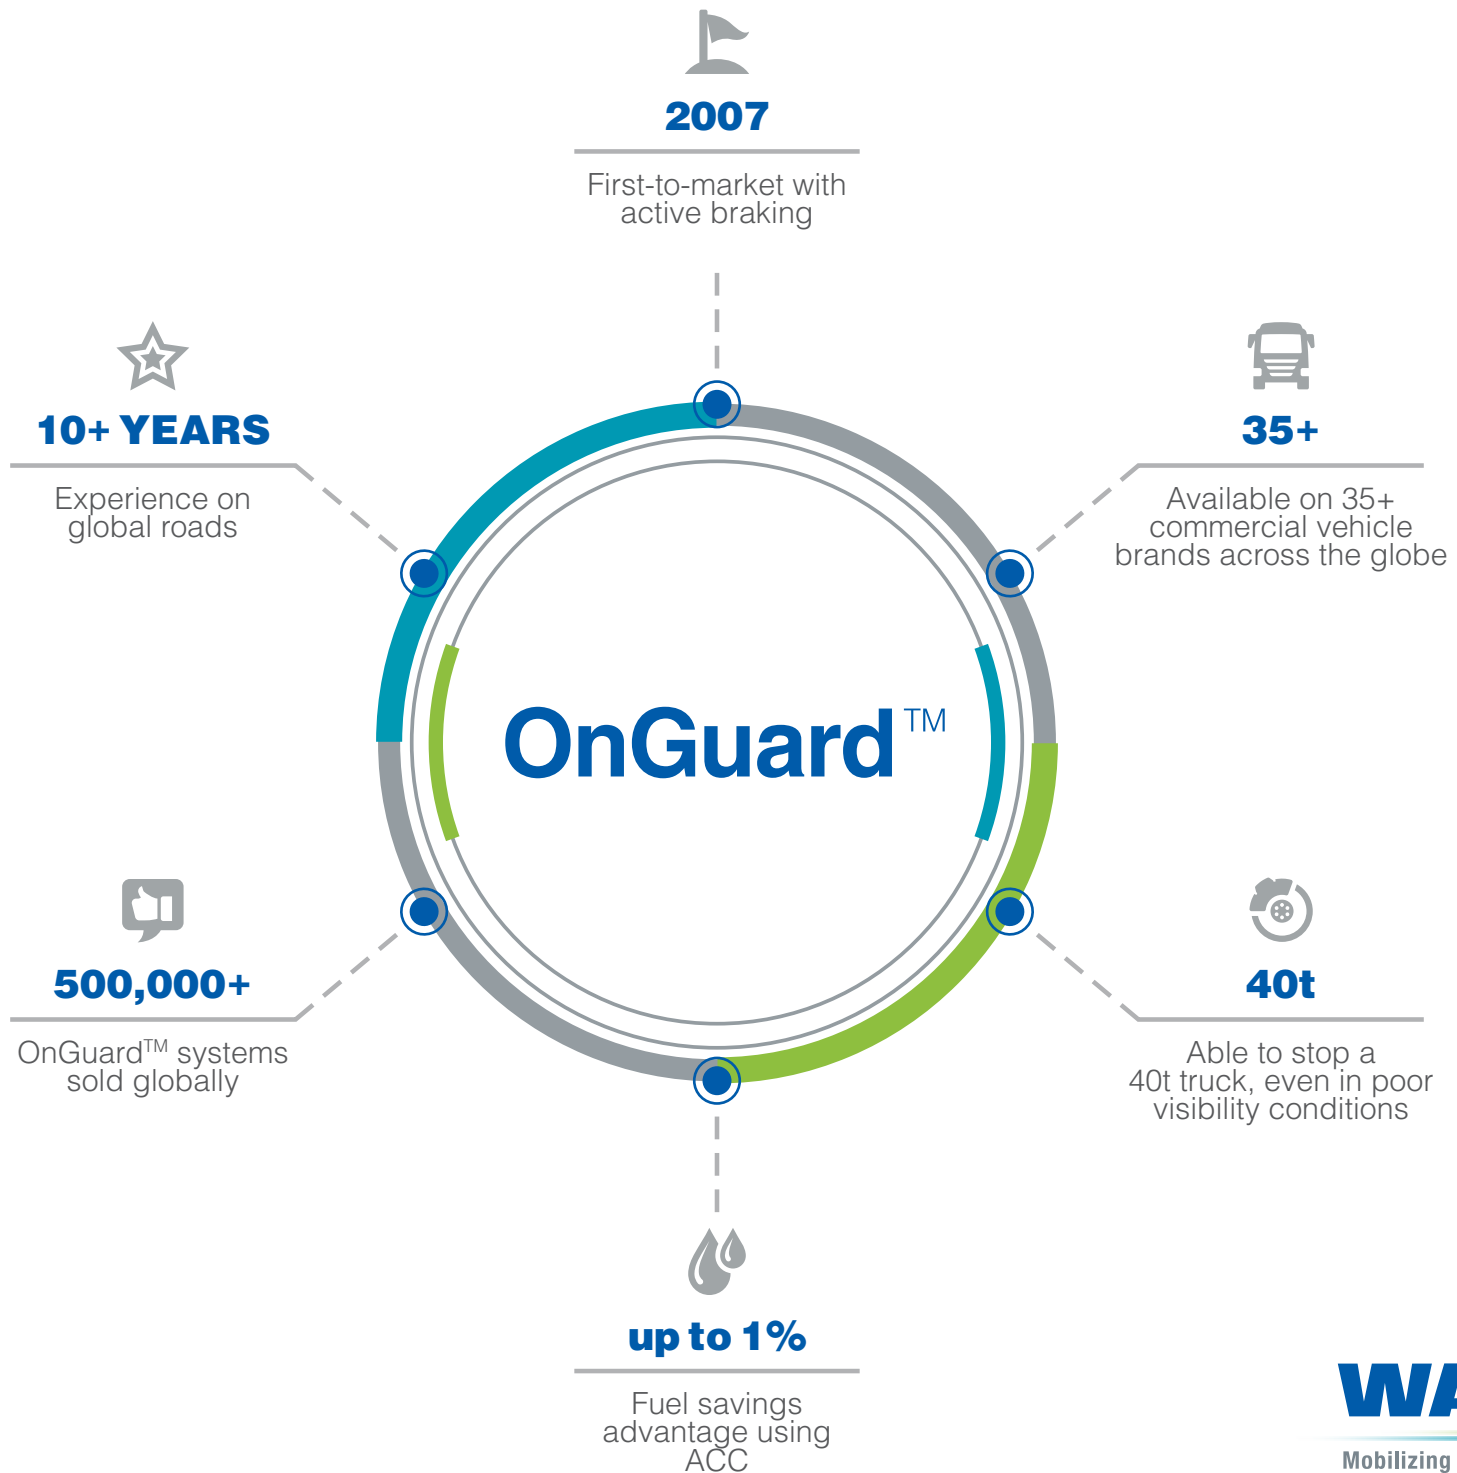 2007
First-to-market with
active braking
10+ YEARS
Experience on
global roads
35+
Available on 35+
commercial vehicle
brands across the globe
OnGuard™
500,000+
OnGuard™ systems
sold globally
40t
Able to stop a
40t truck, even in poor
visibility conditions
up to 1%
Fuel savings
advantage using
ACC
WA
Mobilizing